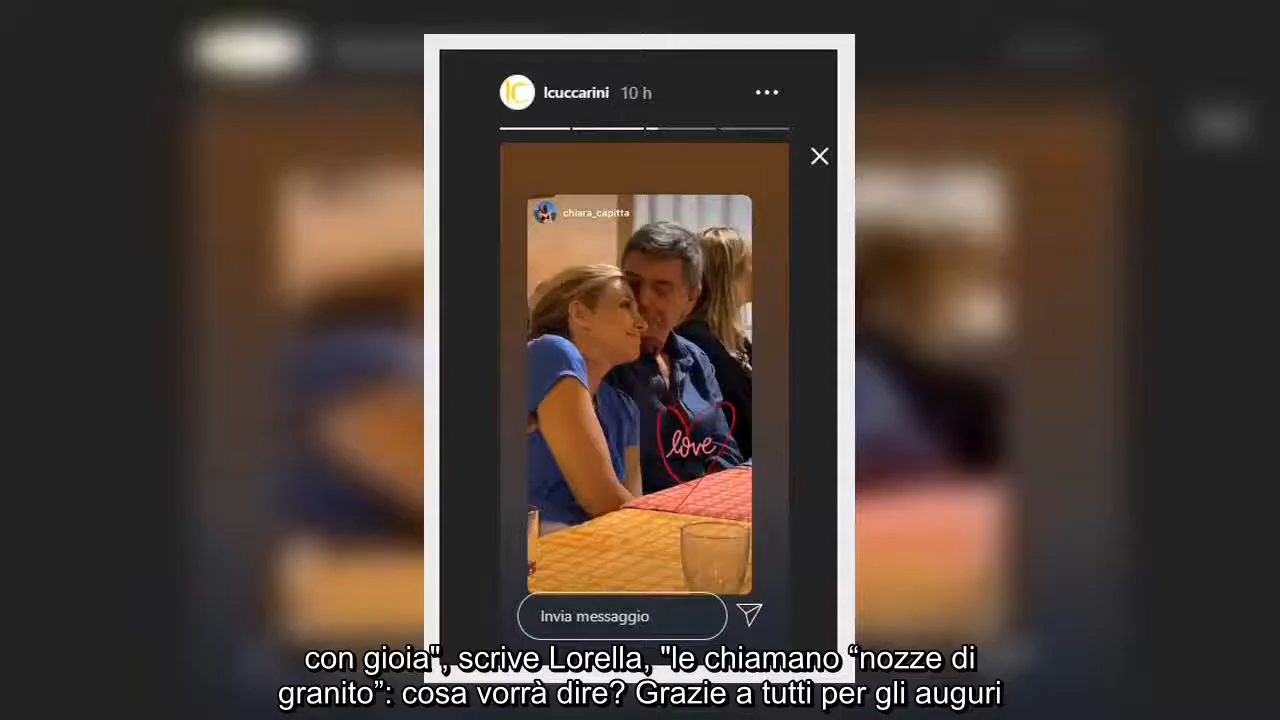 lcuccarini 10 h
chiara_capitta
love
Invia messaggio
con gioia", scrive Lorella, "le chiamano “nozze di
granito”: cosa vorrà dire? Grazie a tutti per gli auguri